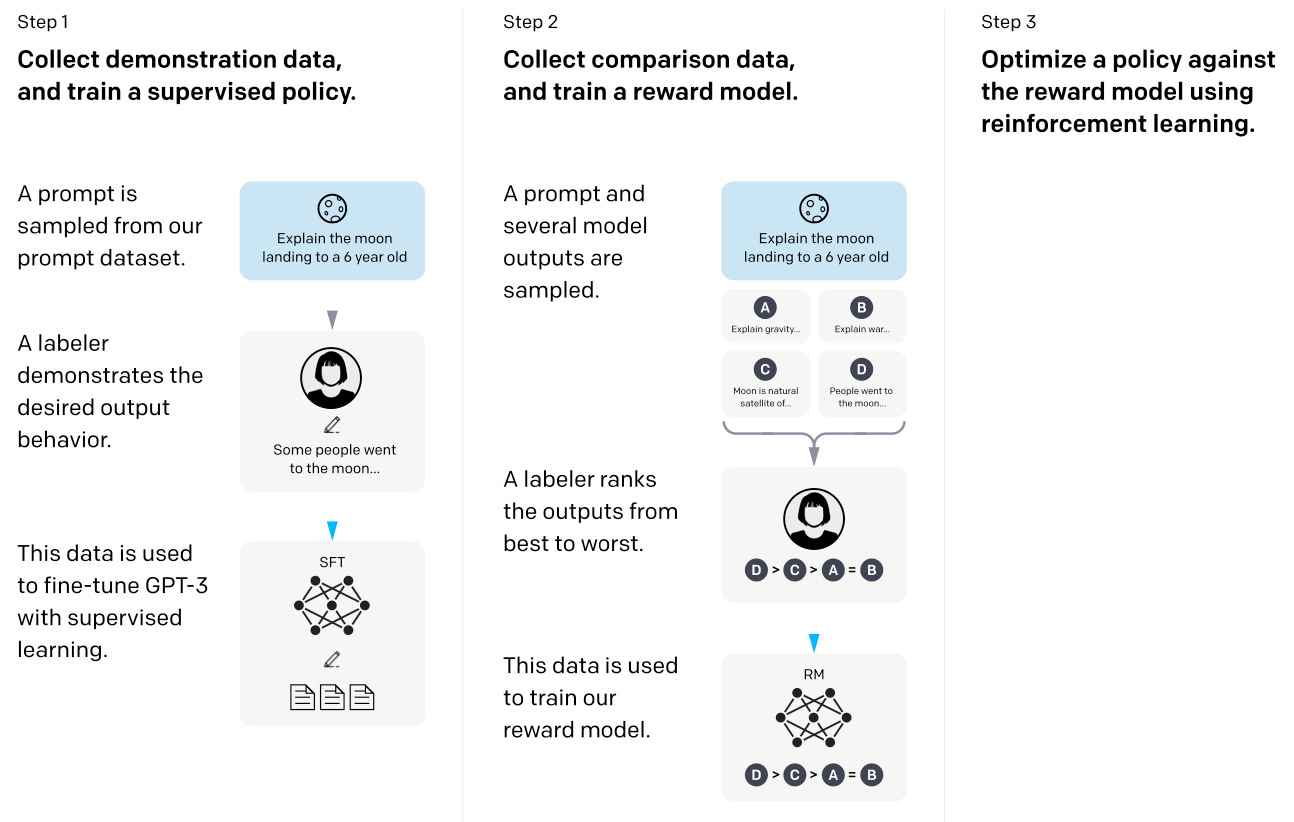 Step 1
Collect demonstration data,
and train a supervised policy.
A prompt is
sampled from our
prompt dataset.
Explain the moon
landing to a 6 year old
A labeler
demonstrates the
desired output
behavior.
Some people went
to the moon...
This data is used
to fine-tune GPT-3
with supervised
learning.
SFT
Step 2
Collect comparison data,
and train a reward model.
A prompt and
several model
outputs are
sampled.
Explain the moon
landing to a 6 year old
A
Explain gravity...
B
Explain war...
C
Moon is natural
satellite of...
D
People went to
the moon...
A labeler ranks
the outputs from
best to worst.
D > C > A = B
This data is used
to train our
reward model.
RM
D > C > A = B
Step 3
Optimize a policy against
the reward model using
reinforcement learning.